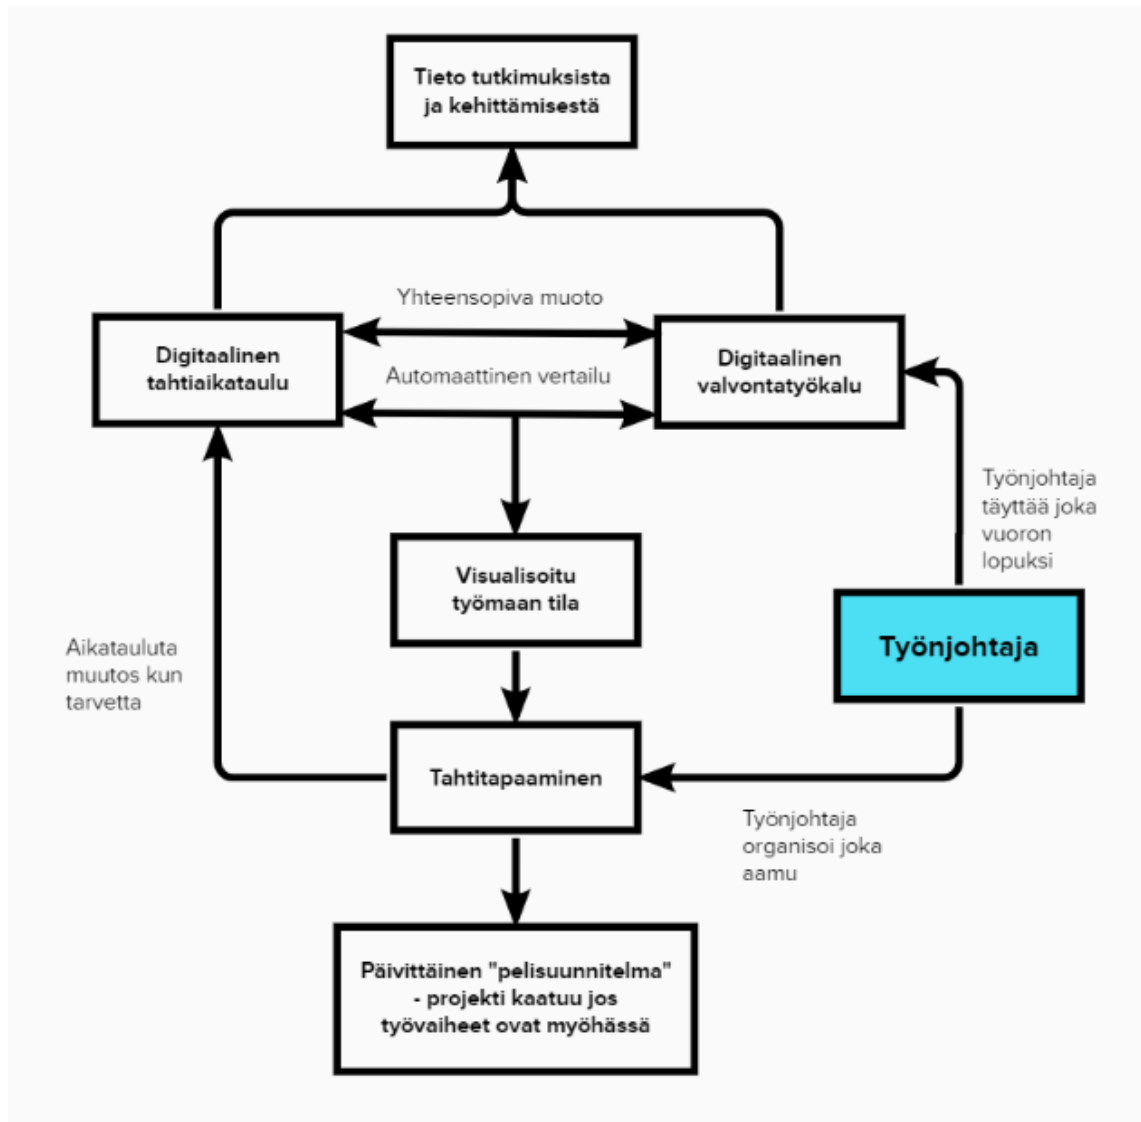 Tieto tutkimuksista
ja kehittämisestä
Yhteensopiva muoto
Digitaalinen
tahtiaikataulu
Digitaalinen
valvontatyökalu
Automaattinen vertailu
Työnjohtaja
täyttää joka
vuoron
lopuksi
Visualisoitu
työmaan tila
Työnjohtaja
Aikatauluta
muutos kun
tarvetta
Tahtitapaaminen
Työnjohtaja
organisoi joka
aamu
Päivittäinen "pelisuunnitelma"
- projekti kaatuu jos
työvaiheet ovat myöhässä